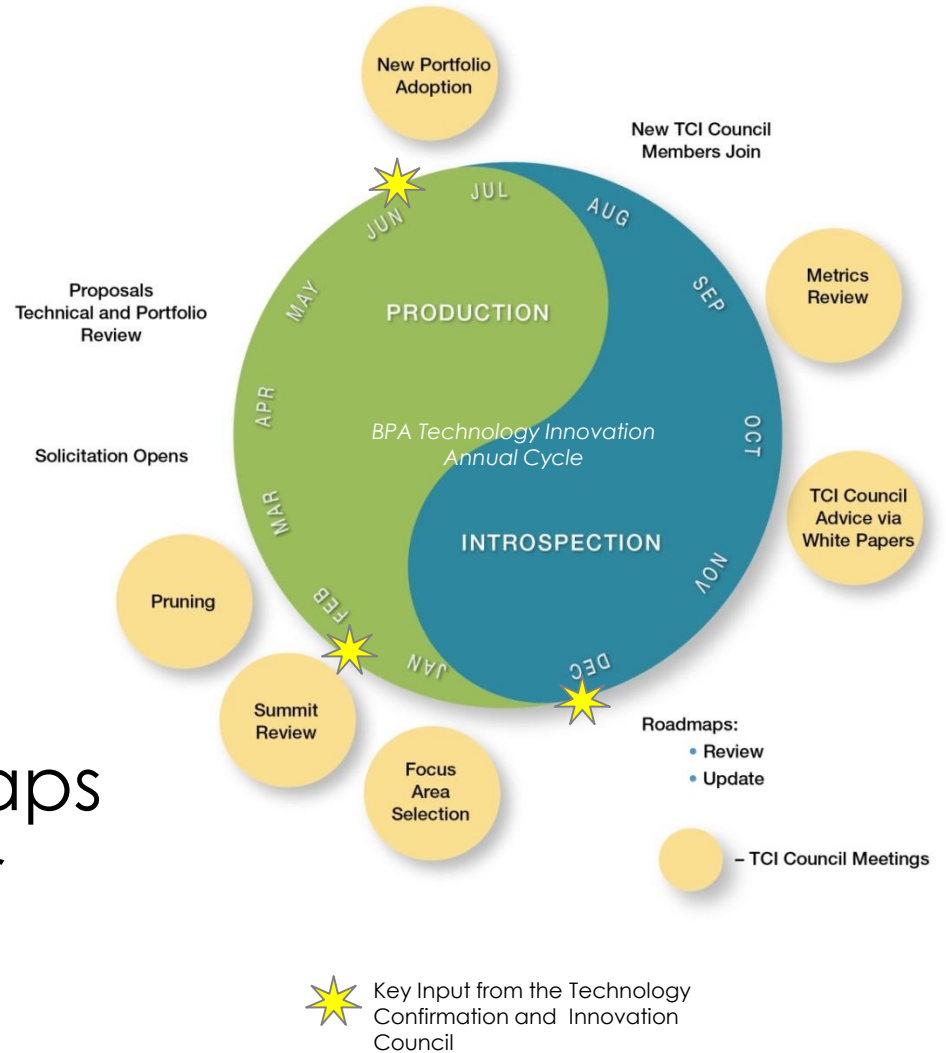 New Portfolio
Adoption
New TCI Council
Members Join
JUL
JUN
AUG
MAY
SEP
Metrics
Review
Proposals
Technical and Portfolio
Review
PRODUCTION
APR
OCT
BPA Technology Innovation
Annual Cycle
Solicitation Opens
TCI Council
Advice via
White Papers
MAR
INTROSPECTION
NOV
Pruning
FEB
JAN
DEC
Summit
Review
Roadmaps:
• Review
• Update
Focus
Area
Selection
– TCI Council Meetings
Key Input from the Technology
Confirmation and Innovation
Council